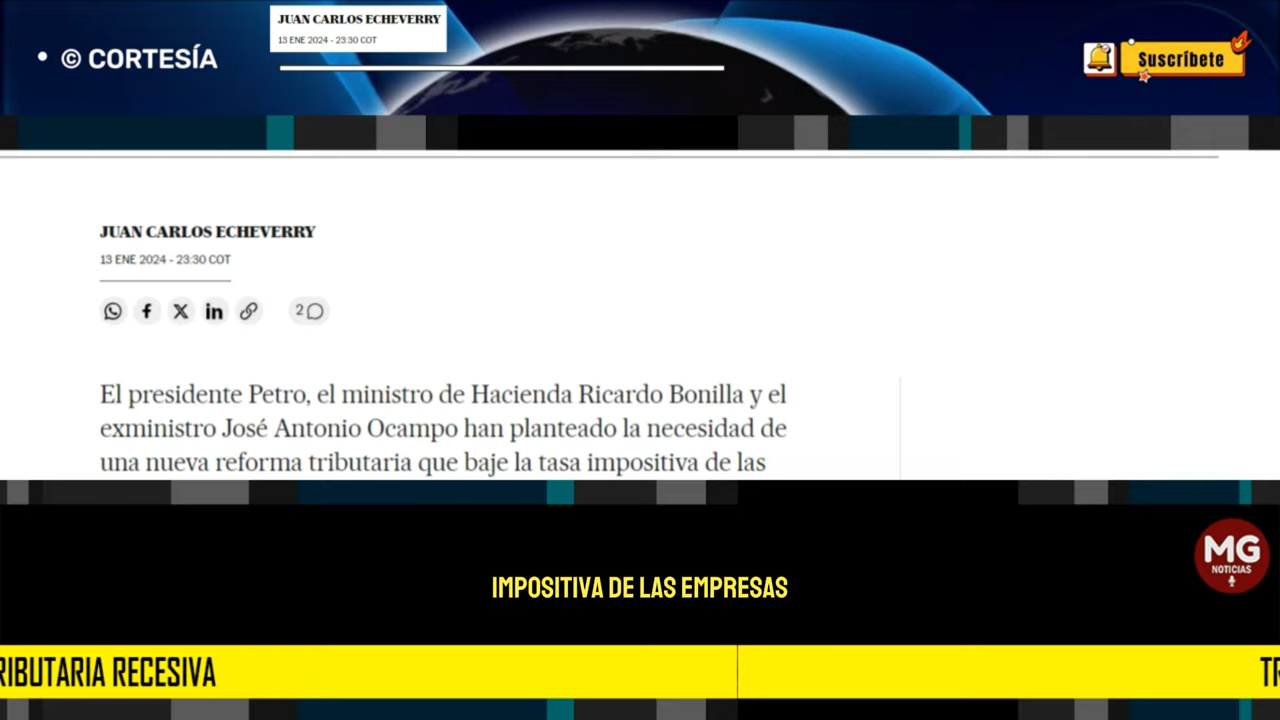 JUAN CARLOS ECHEVERRY
13 ENE 2024 - 23:30 COT
• © CORTESÍA
Suscríbete
JUAN CARLOS ECHEVERRY
13 ENE 2024 - 23:30 COT
2
El presidente Petro, el ministro de Hacienda Ricardo Bonilla y el
exministro José Antonio Ocampo han planteado la necesidad de
una nueva reforma tributaria que baje la tasa impositiva de las
MG
NOTICIAS
IMPOSITIVA DE LAS EMPRESAS
RIBUTARIA RECESIVA
TR